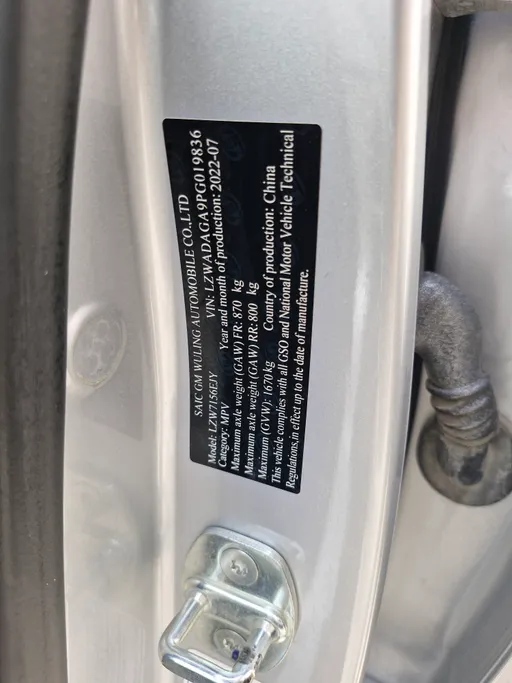 SAIC GM WULING AUTOMOBILE CO.,LTD
Model: LZW7156EJY VIN: LZWADAGA9PG019836
Category: MPV Year and month of production: 2022-07
Maximum axle weight (GAW) FR: 870 kg
Maximum axle weight (GAW) RR: 800 kg
Maximum (GVW): 1670 kg Country of production: China
This vehicle complies with all GSO and National Motor Vehicle Technical
Regulations,in effect up to the date of manufacture.